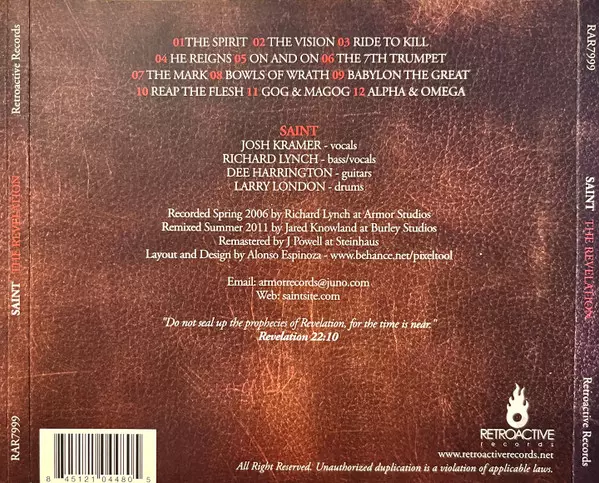 01 THE SPIRIT 02 THE VISION 03 RIDE TO KILL
04 HE REIGNS 05 ON AND ON 06 THE 7TH TRUMPET
07 THE MARK 08 BOWLS OF WRATH 09 BABYLON THE GREAT
10 REAP THE FLESH 11 GOG & MAGOG 12 ALPHA & OMEGA
SAINT
JOSH KRAMER - vocals
RICHARD LYNCH - bass/vocals
DEE HARRINGTON - guitars
LARRY LONDON - drums
Recorded Spring 2006 by Richard Lynch at Armor Studios
Remixed Summer 2011 by Jared Knowland at Burley Studios
Remastered by J Powell at Steinhaus
Layout and Design by Alonso Espinoza - www.behance.net/pixeltool
Email: armorrecords@juno.com
Web: saintsite.com
"Do not seal up the prophecies of Revelation, for the time is near."
Revelation 22:10
RETROACTIVE
records
www.retroactiverecords.net
All Right Reserved. Unauthorized duplication is a violation of applicable laws.
8 45121 04480 5
RAR7999 SAINT THE REVELATION Retroactive Records
RAR7999 SAINT THE REVELATION Retroactive Records